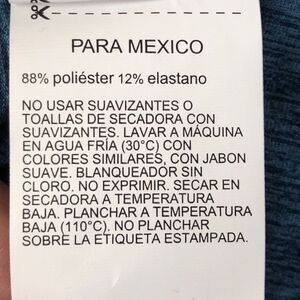 PARA MEXICO
88% poliéster 12% elastano
NO USAR SUAVIZANTES O
TOALLAS DE SECADORA CON
SUAVIZANTES. LAVAR A MÁQUINA
EN AGUA FRÍA (30°C) CON
COLORES SIMILARES, CON JABON
SUAVE. BLANQUEADOR SIN
CLORO. NO EXPRIMIR. SECAR EN
SECADORA A TEMPERATURA
BAJA. PLANCHAR A TEMPERATURA
BAJA (110°C). NO PLANCHAR
SOBRE LA ETIQUETA ESTAMPADA.